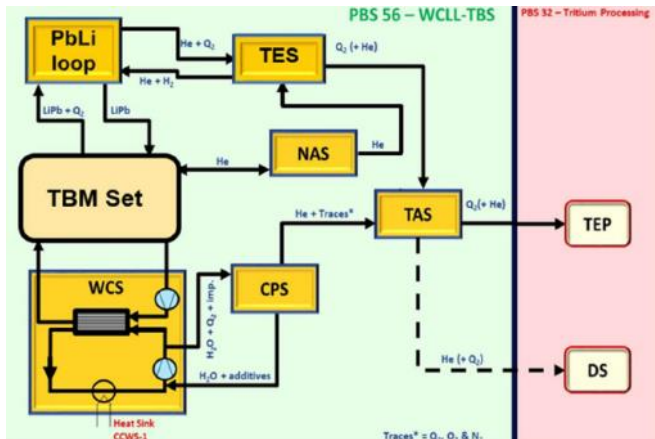 PBS 56 – WCLL-TBS
PBS 32 – Tritium Processing
PbLi
loop
He + Q2
TES
Q2 (+ He)
He + H2
LiPb + Q2
LiPb
He
NAS
He
TBM Set
TAS
Q2(+ He)
TEP
He + Traces*
WCS
CPS
H2O + Q2 + imp.
H2O + additives
He (+ Q2)
DS
Heat Sink
CCWS-1
Traces* = Q2, O2 & N2